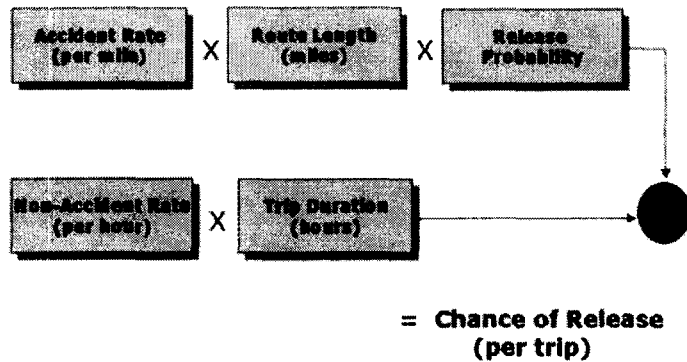 Accident Rate
(per mile)
X
Route Length
(miles)
X
Release
Probability
Non-Accident Rate
(per hour)
X
Trip Duration
(hours)
= Chance of Release
(per trip)